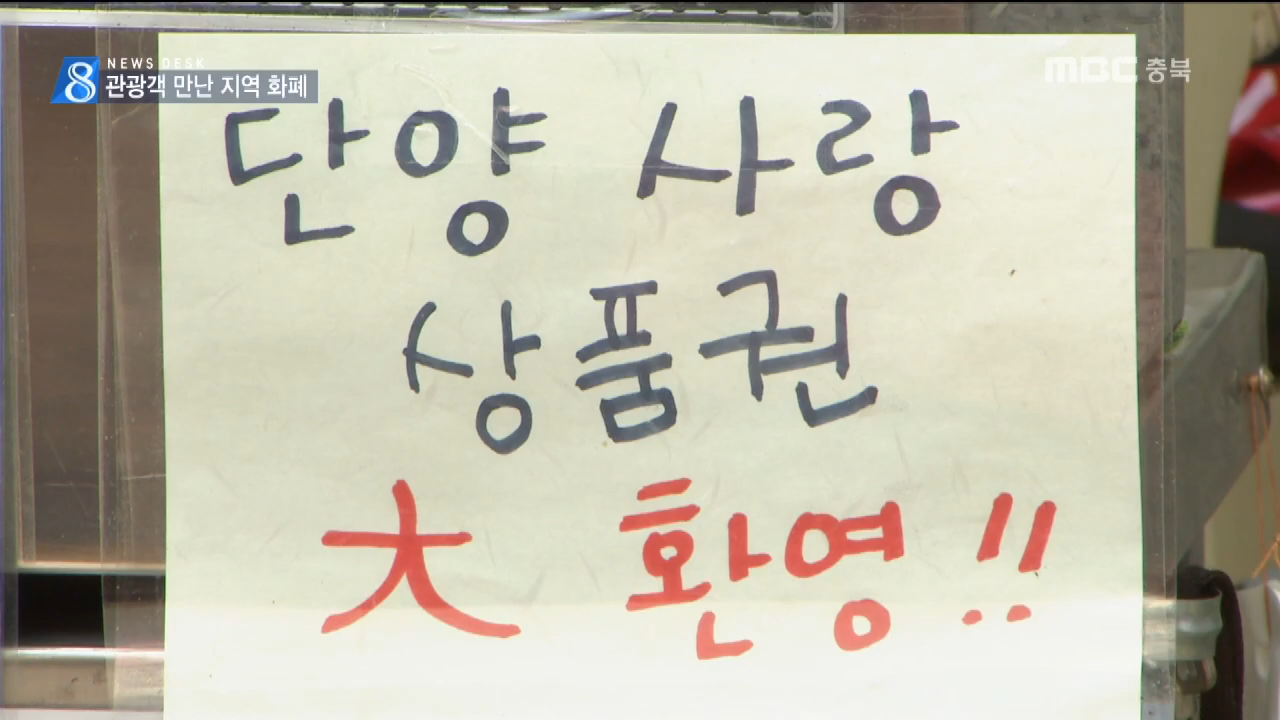 NEWS DESK
8 관광객 만난 지역 화폐
MBC 충북
단양 사랑
상품권
大 환영!!